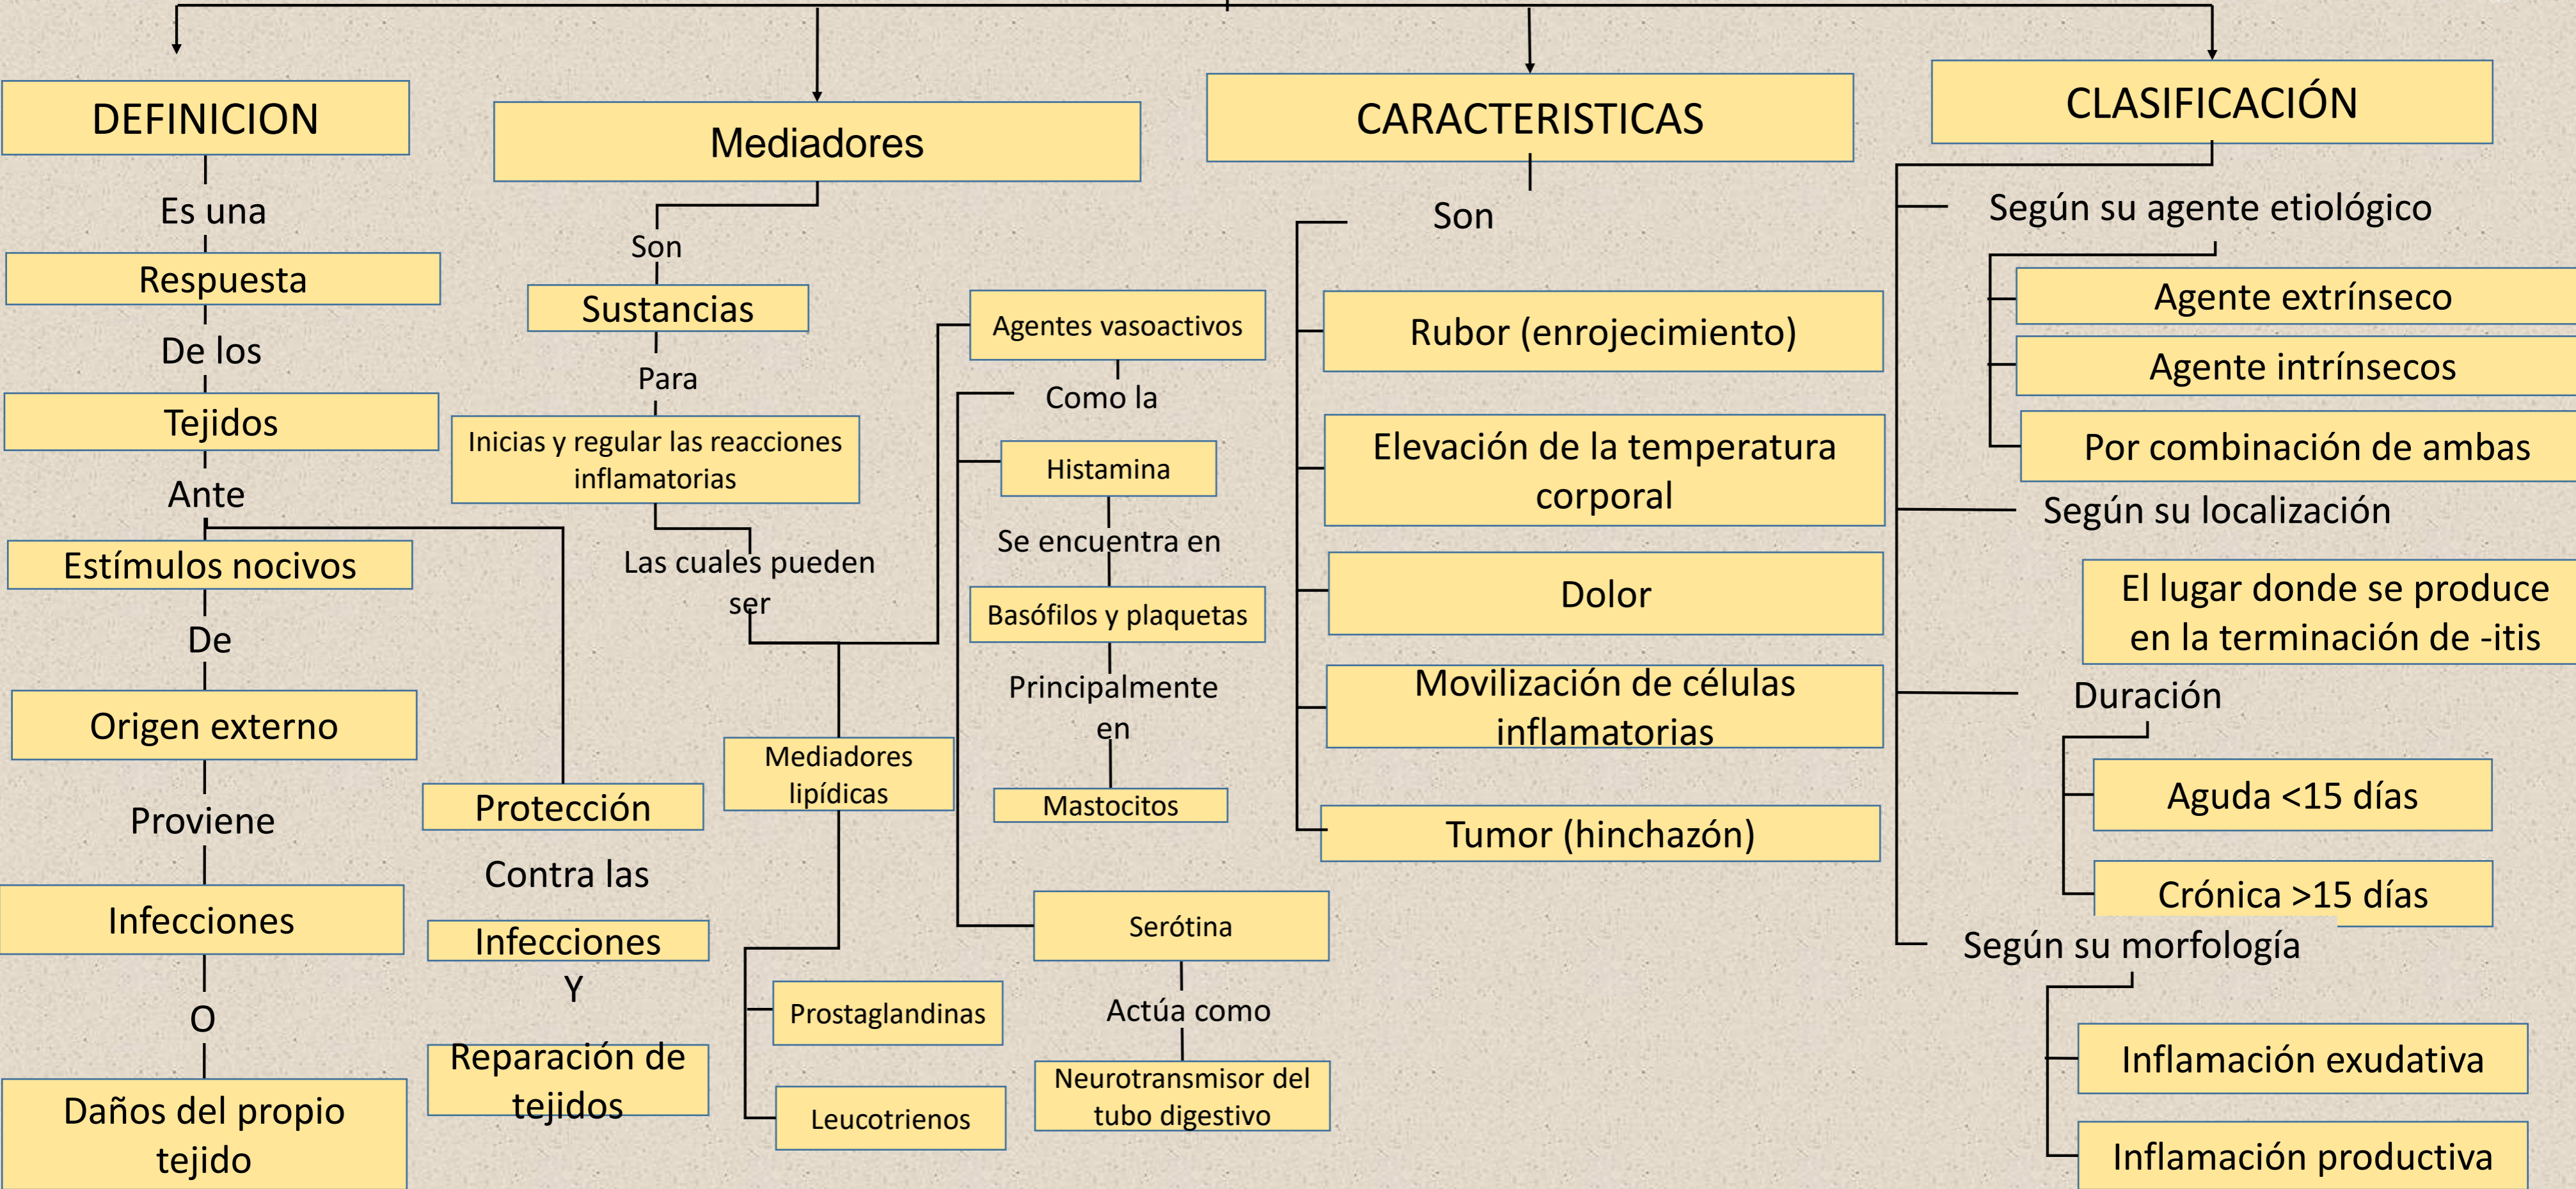 DEFINICION
Es una
Respuesta
De los
Tejidos
Ante
Estímulos nocivos
De
Origen externo
Proviene
Infecciones
O
Daños del propio
tejido
Protección
Contra las
Infecciones
Y
Reparación de
tejidos
Mediadores
Son
Sustancias
Para
Inicias y regular las reacciones
inflamatorias
Las cuales pueden
ser
Mediadores
lipídicas
Prostaglandinas
Leucotrienos
Agentes vasoactivos
Como la
Histamina
Se encuentra en
Basófilos y plaquetas
Principalmente
en
Mastocitos
Serótina
Actúa como
Neurotransmisor del
tubo digestivo
CARACTERISTICAS
Son
Rubor (enrojecimiento)
Elevación de la temperatura
corporal
Dolor
Movilización de células
inflamatorias
Tumor (hinchazón)
CLASIFICACIÓN
Según su agente etiológico
Agente extrínseco
Agente intrínsecos
Por combinación de ambas
Según su localización
El lugar donde se produce
en la terminación de -itis
Duración
Aguda <15 días
Crónica >15 días
Según su morfología
Inflamación exudativa
Inflamación productiva